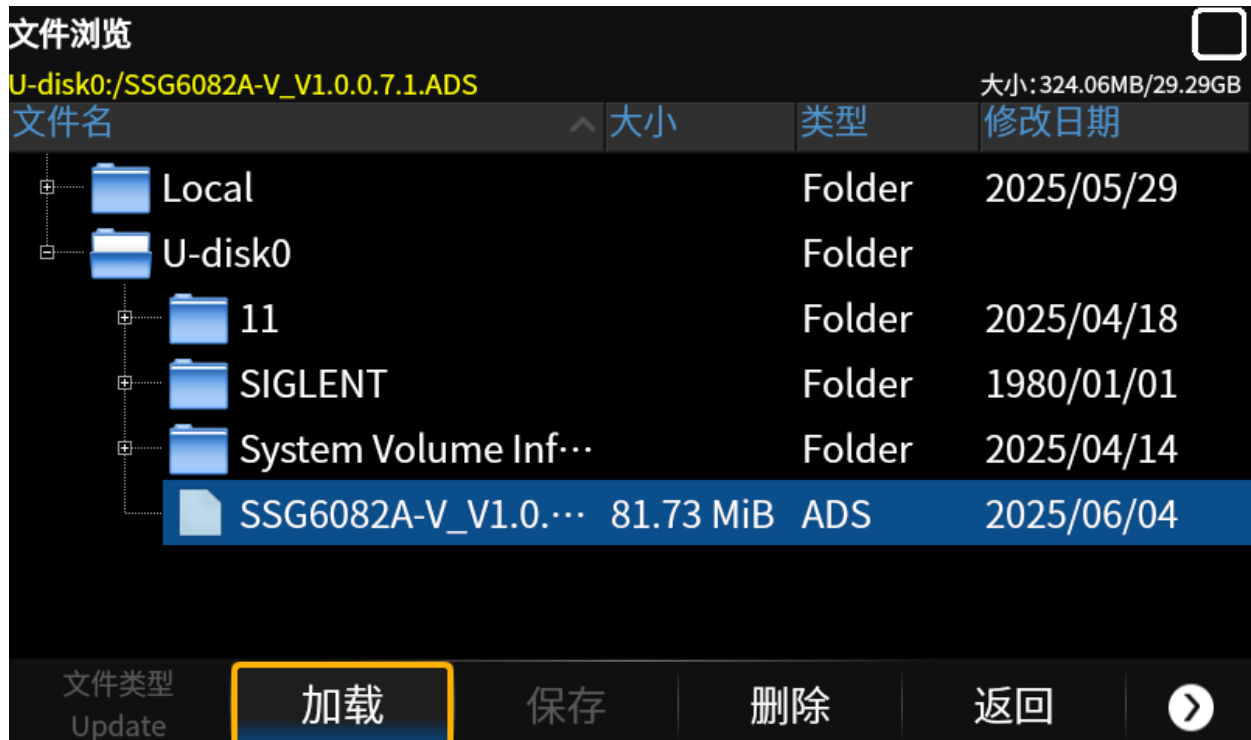 文件浏览
U-disk0:/SSG6082A-V_V1.0.0.7.1.ADS 大小:324.06MB/29.29GB
文件名 大小 类型 修改日期
Local Folder 2025/05/29
U-disk0 Folder
11 Folder 2025/04/18
SIGLENT Folder 1980/01/01
System Volume Inf··· Folder 2025/04/14
SSG6082A-V_V1.0.··· 81.73 MiB ADS 2025/06/04
文件类型
Update 加载 保存 删除 返回